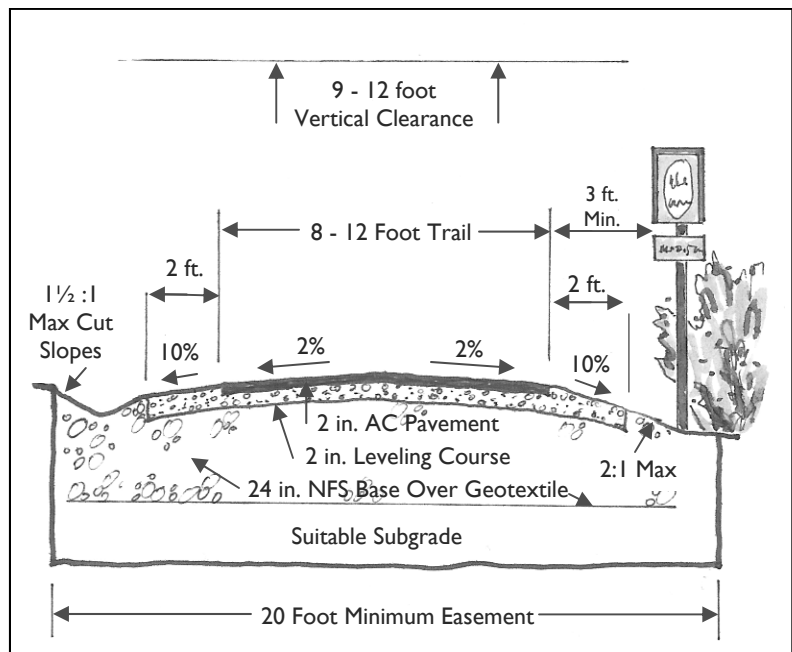 9 - 12 foot
Vertical Clearance
3 ft.
Min.
the
8 - 12 Foot Trail
2 ft.
2 ft.
1½ :1
Max Cut
Slopes
10%
2%
2%
10%
2 in. AC Pavement
2 in. Leveling Course
2:1 Max
24 in. NFS Base Over Geotextile
Suitable Subgrade
20 Foot Minimum Easement